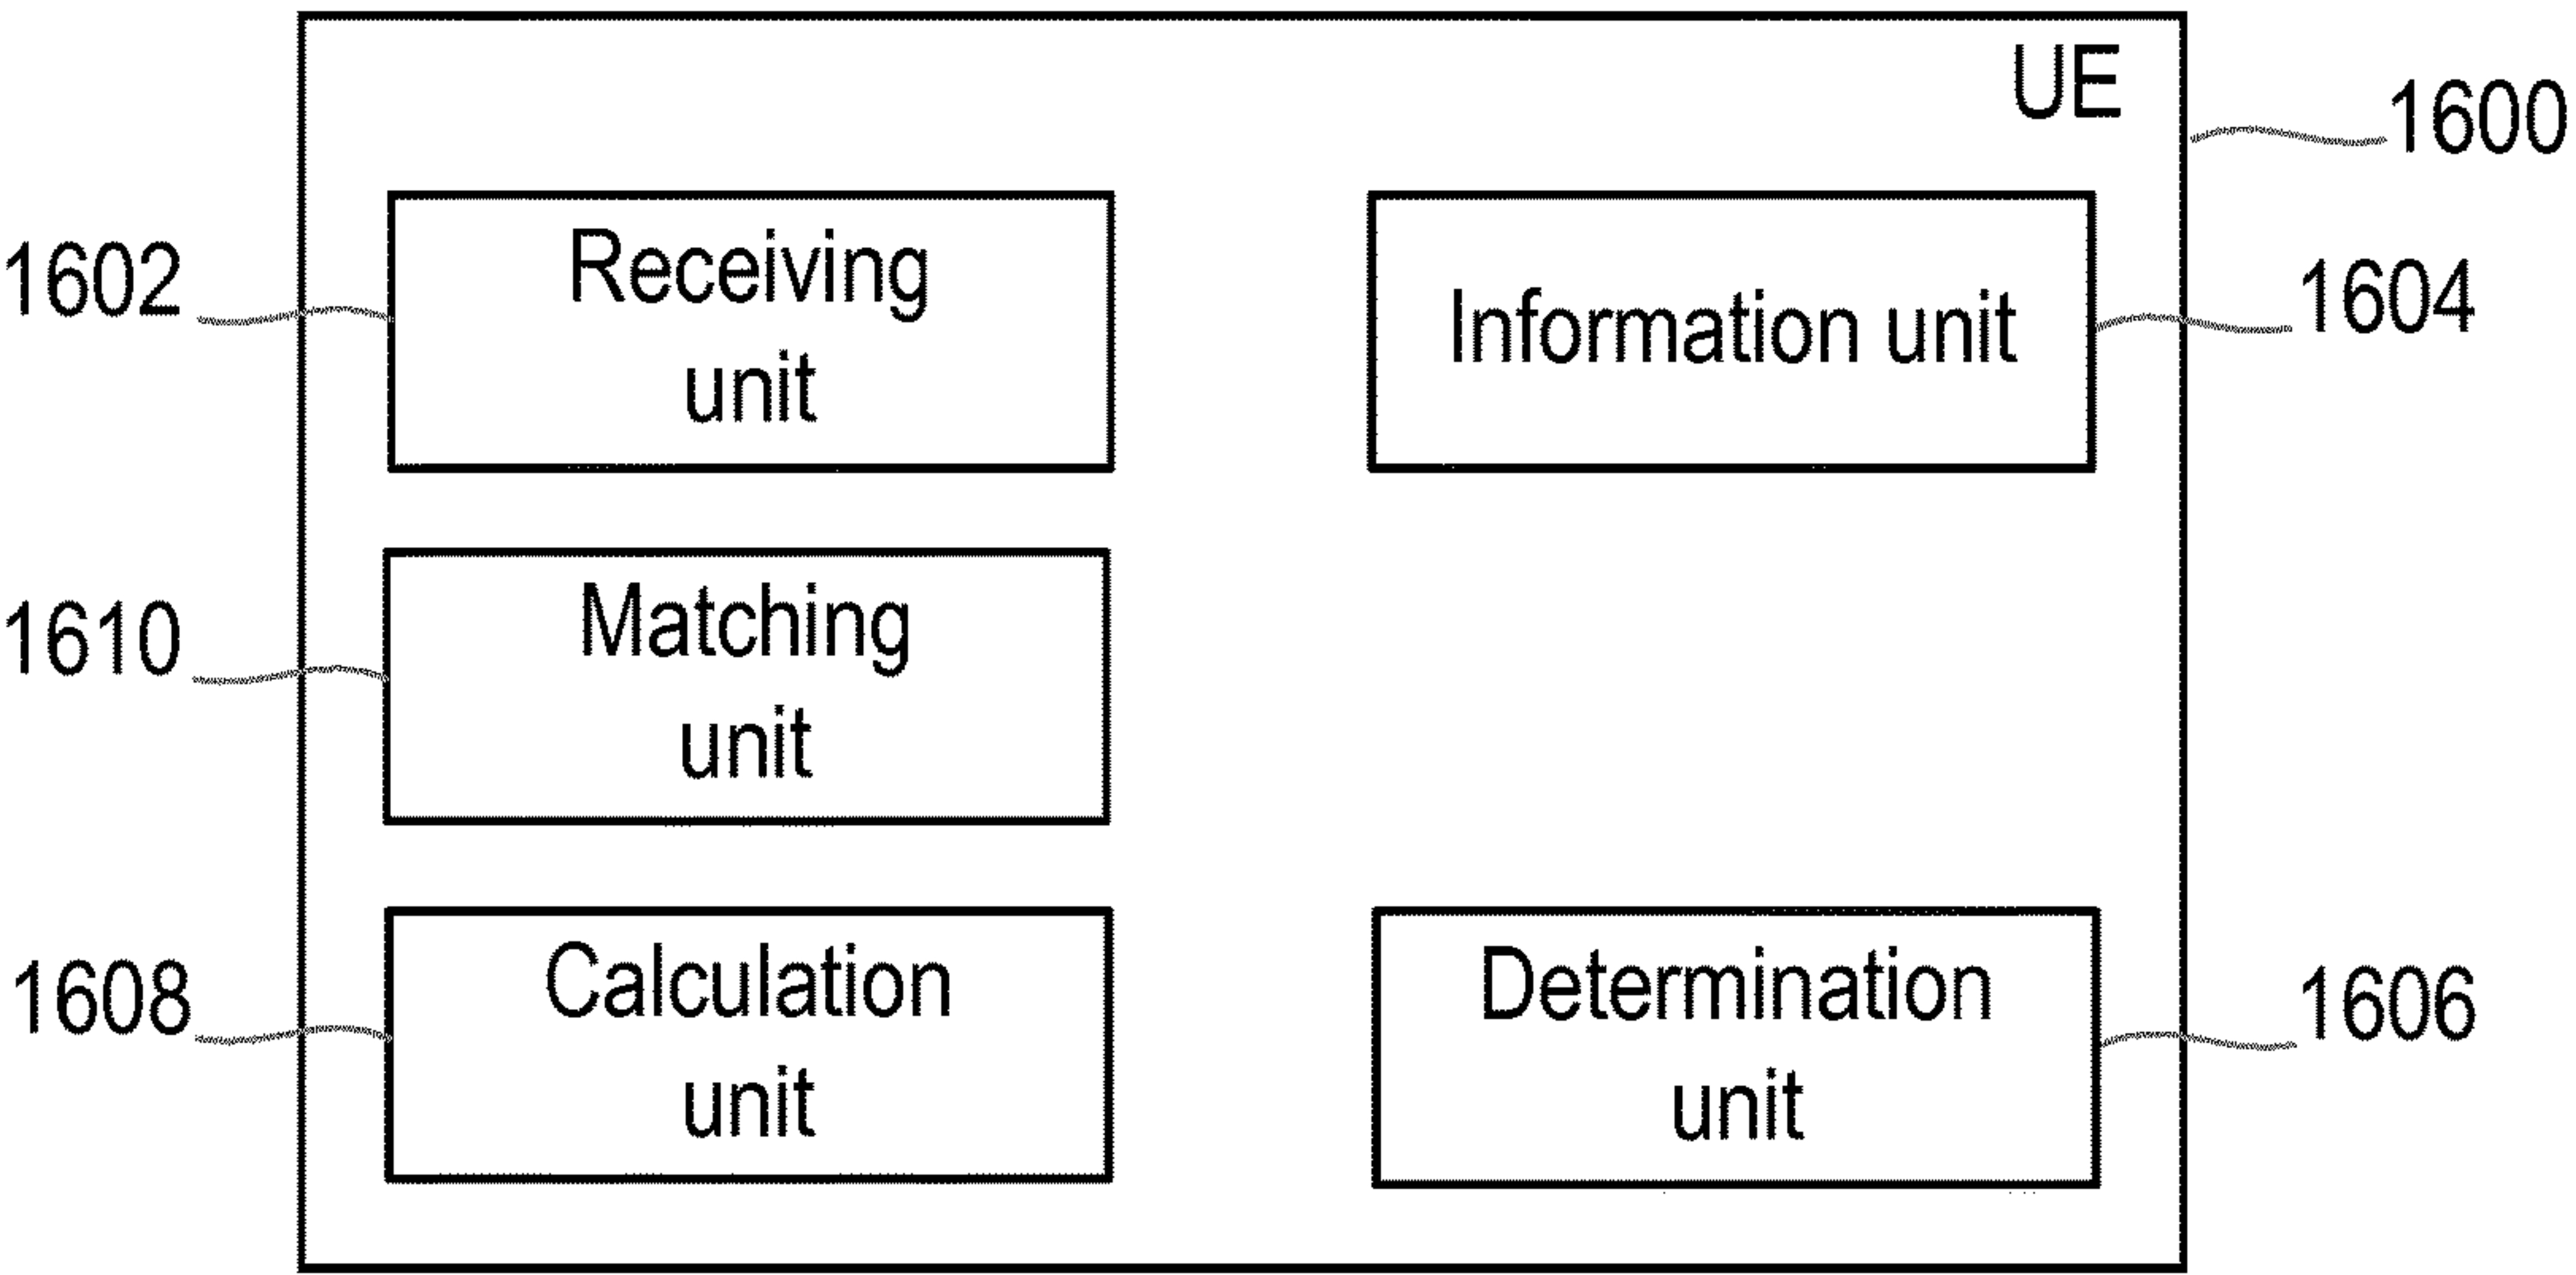 UE
1600
1602
Receiving
unit
Information unit
1604
1610
Matching
unit
1608
Calculation
unit
Determination
unit
1606